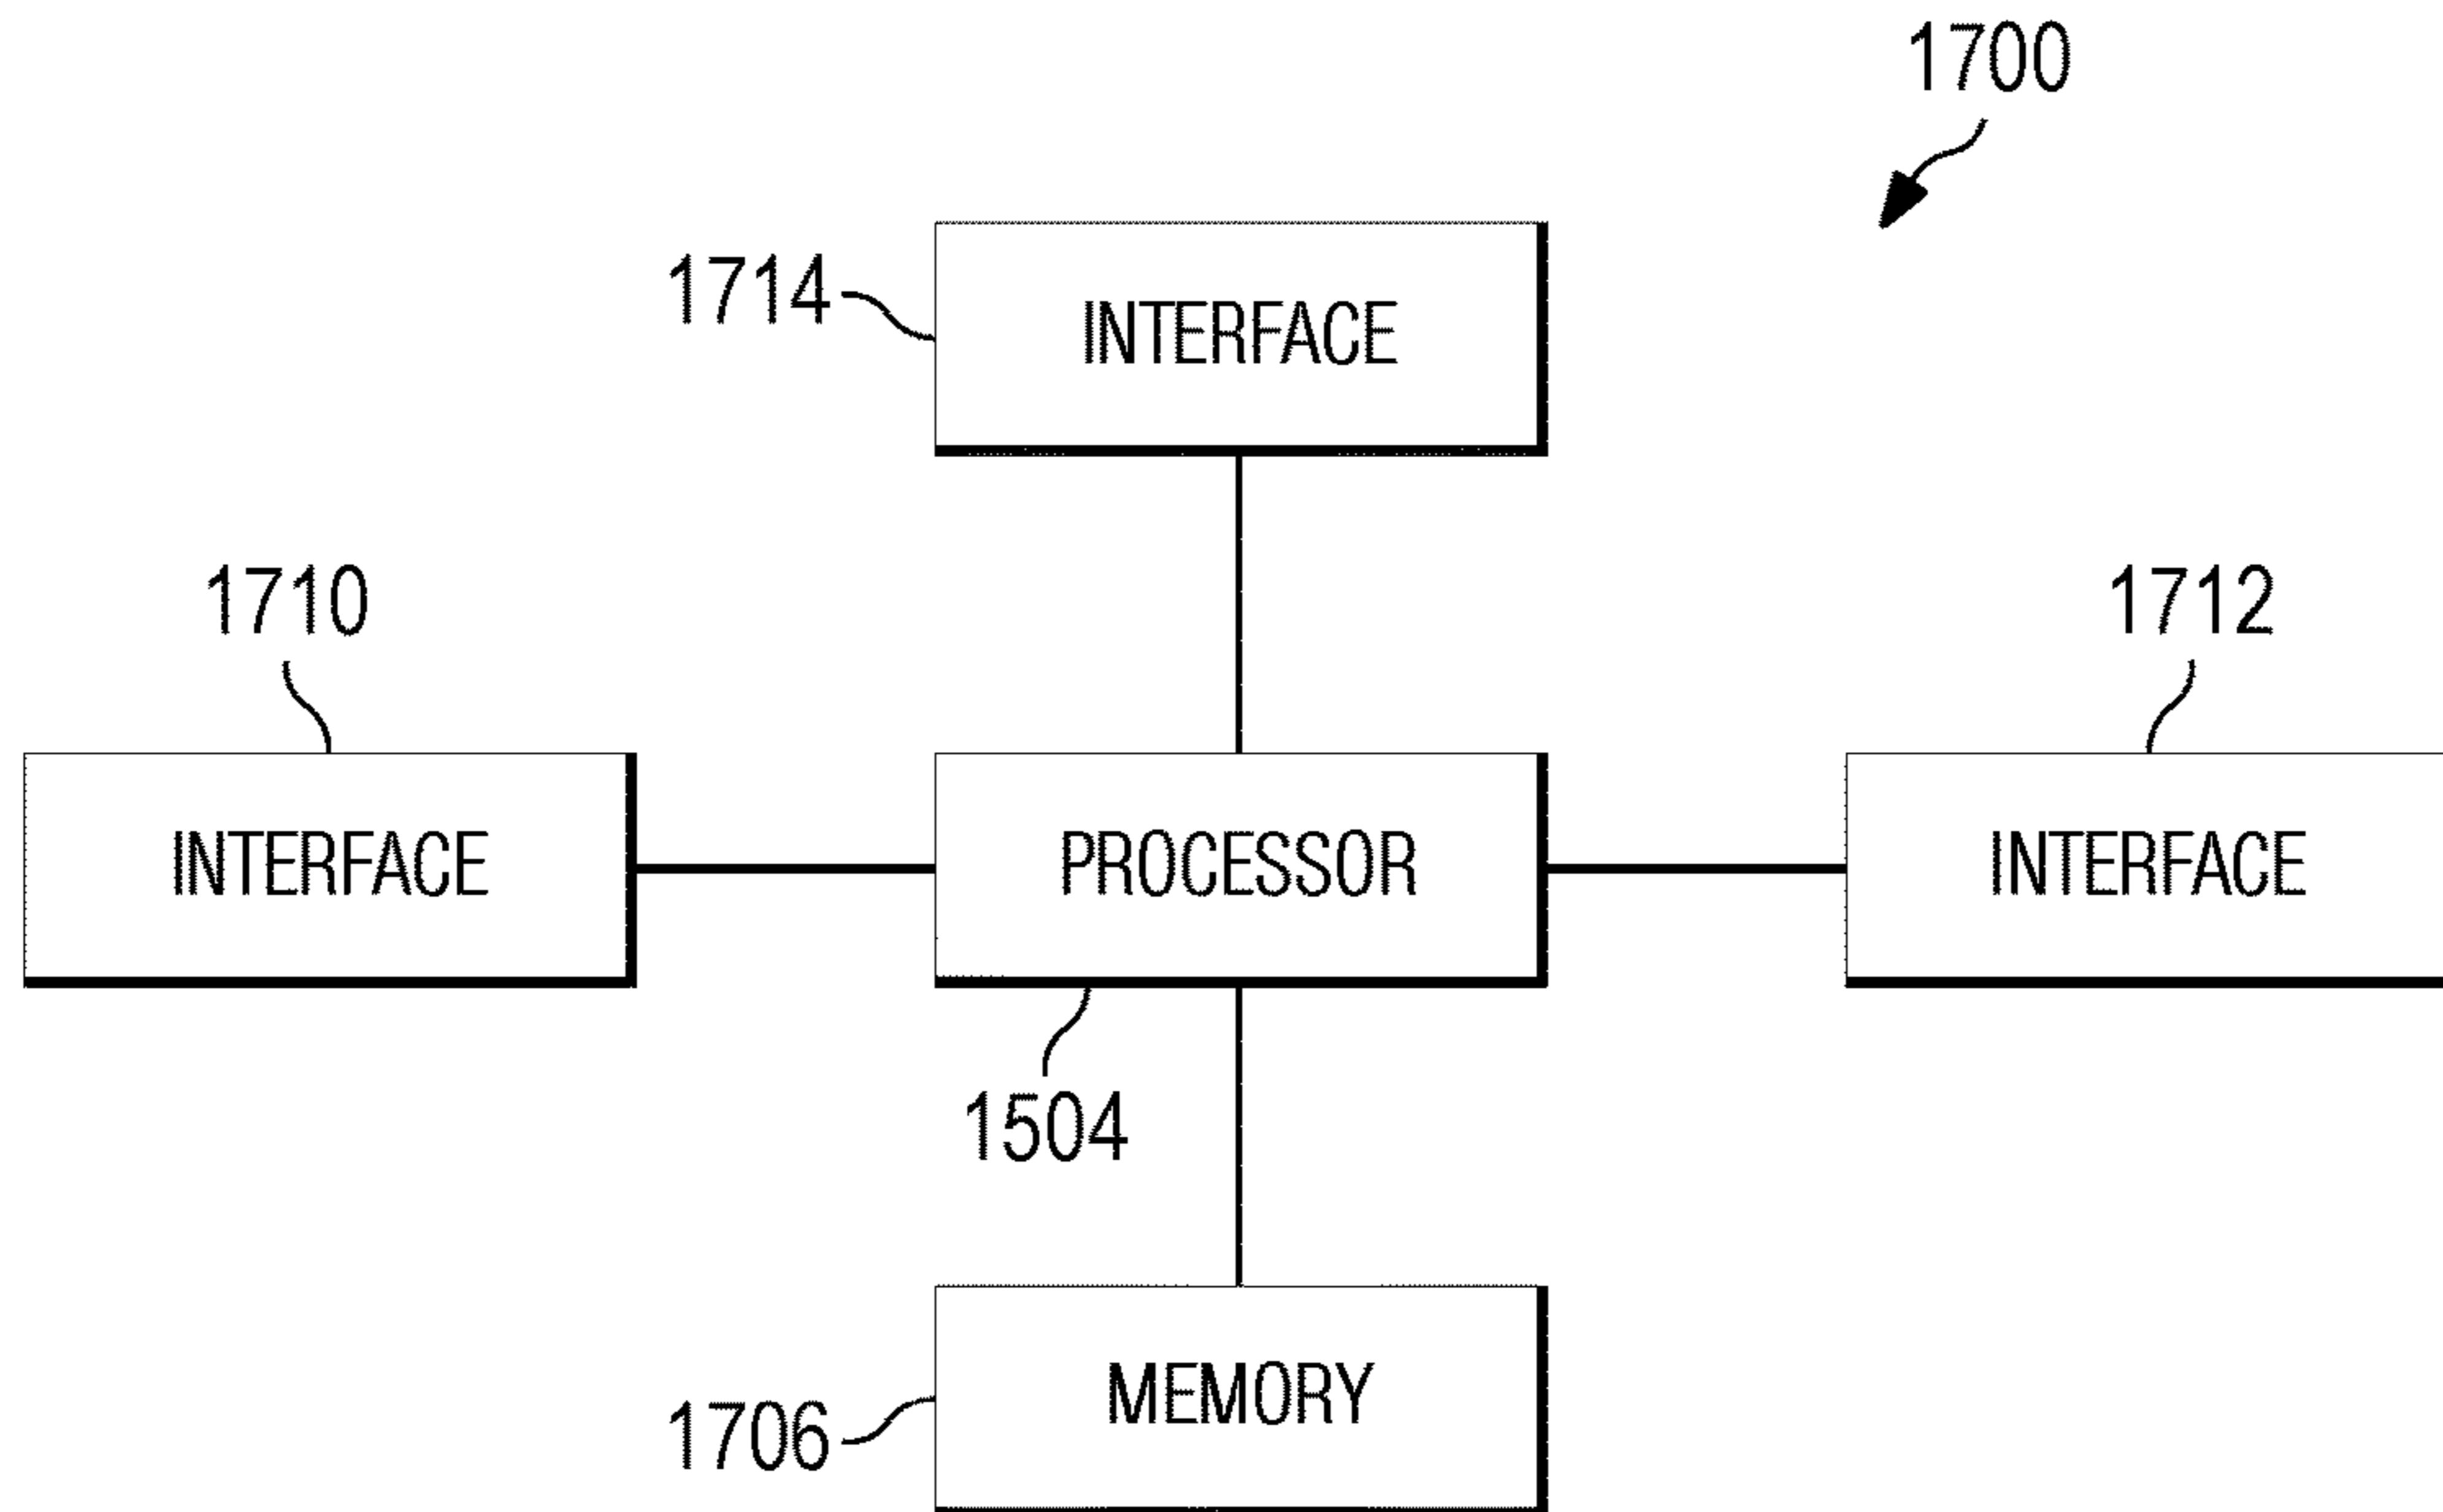 1700
1714
INTERFACE
1710
1712
INTERFACE
PROCESSOR
INTERFACE
1504
MEMORY
1706